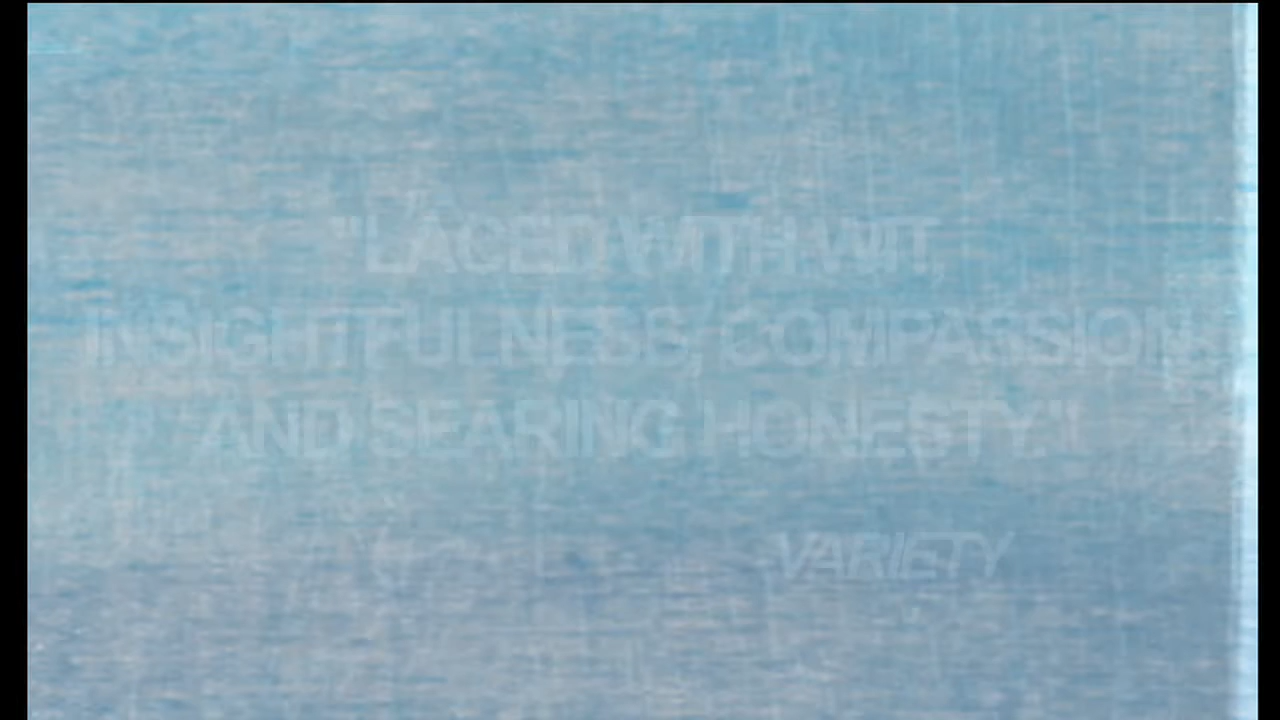 "LACED WITH WIT,
INSIGHTFULNESS, COMPASSION
AND SEARING HONESTY."
VARIETY